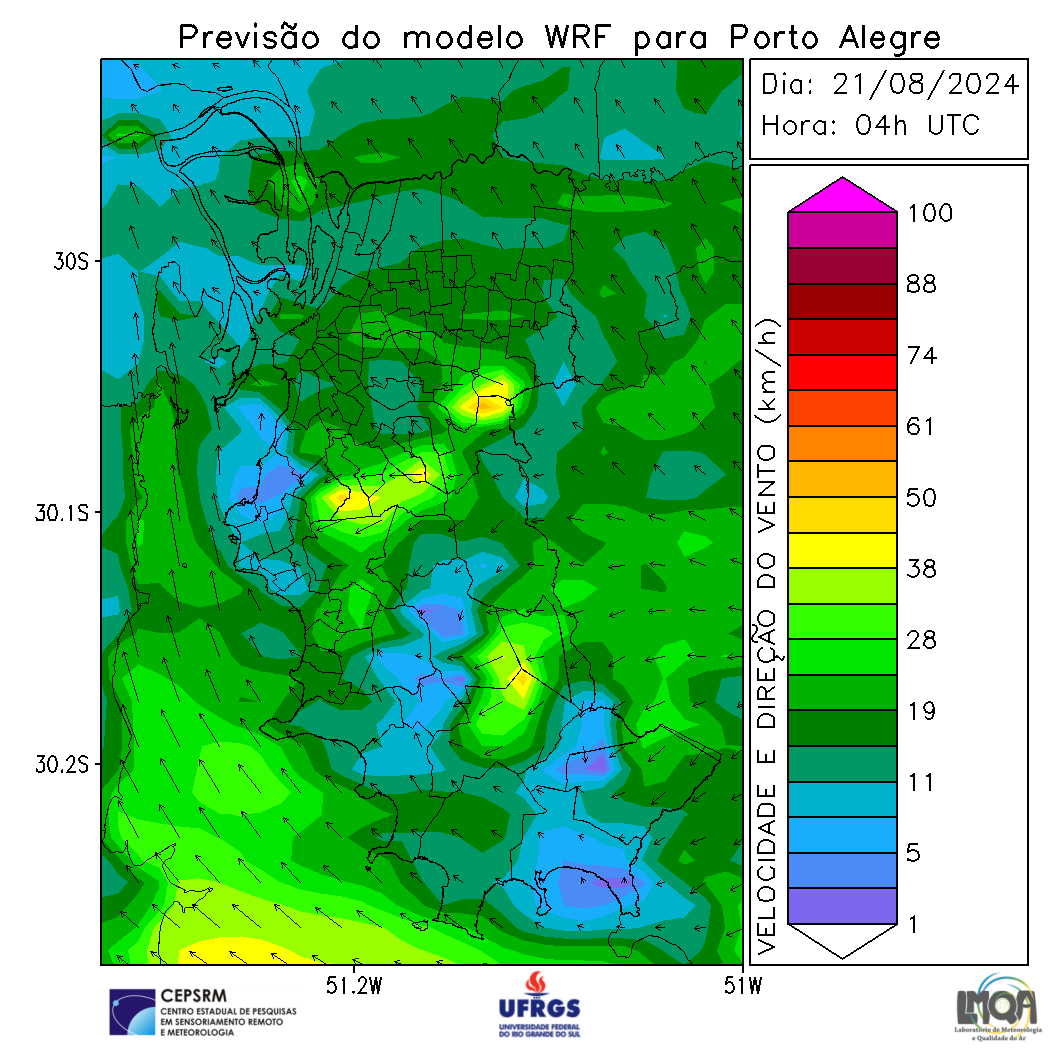 Previsão do modelo WRF para Porto Alegre
Dia: 21/08/2024
Hora: 04h UTC
30S
30.1S
30.2S
51.2W
51W
VELOCIDADE E DIREÇÃO DO VENTO (km/h)
100
88
74
61
50
38
28
19
11
5
1
CEPSRM
CENTRO ESTADUAL DE PESQUISAS
EM SENSORIAMENTO REMOTO
E METEOROLOGIA
UFRGS
UNIVERSIDADE FEDERAL
DO RIO GRANDE DO SUL
LMQA
Laboratório de Meteorologia
e Qualidade do Ar